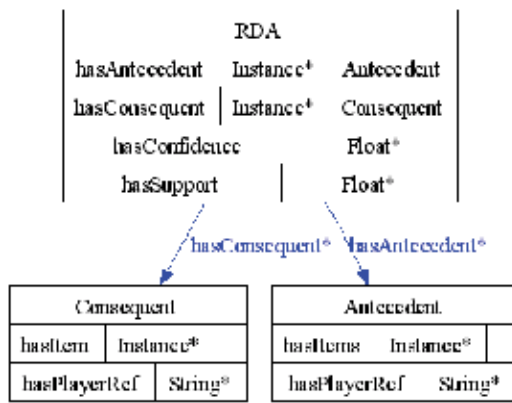 RDA
hasAntecedent Instance* Antecedent
hasConsequent Instance* Consequent
hasConfidence Float*
hasSupport Float*
hasConsequent* hasAntecedent*
Consequent
hasItem Instance*
hasPlayerRef String*
Antecedent
hasItems Instance*
hasPlayerRef String*